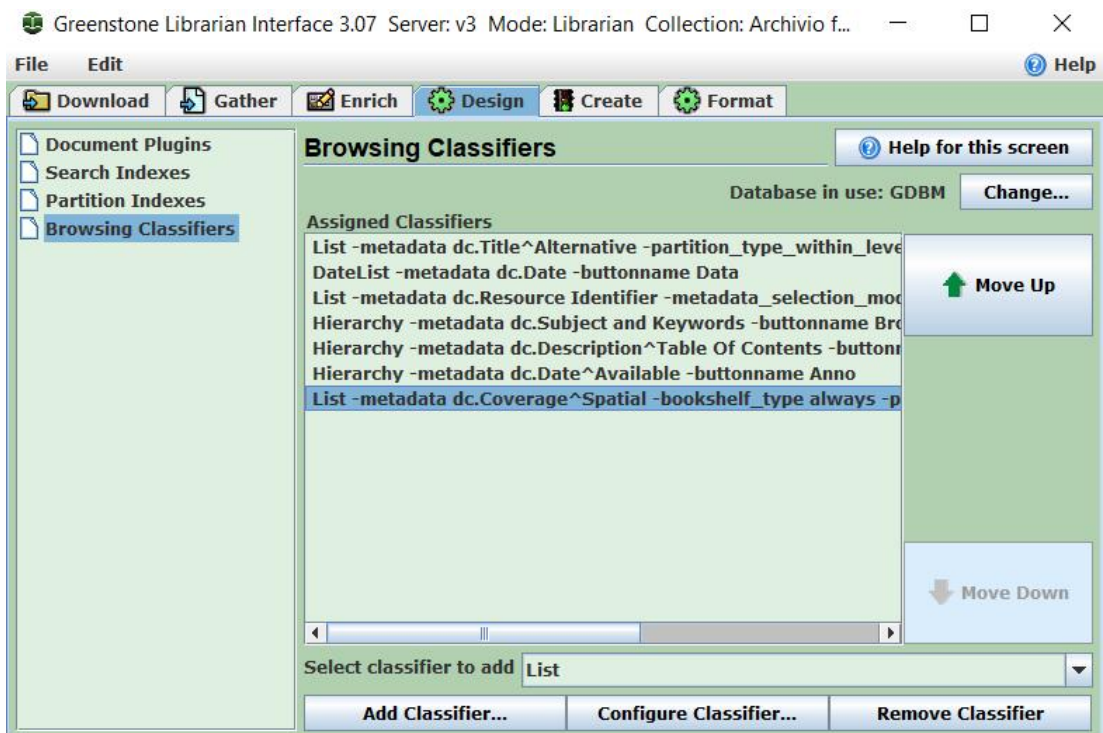 Greenstone Librarian Interface 3.07 Server: v3 Mode: Librarian Collection: Archivio f...
File Edit Help
Download Gather Enrich Design Create Format
Document Plugins
Search Indexes
Partition Indexes
Browsing Classifiers
Browsing Classifiers
Help for this screen
Database in use: GDBM Change...
Assigned Classifiers
List -metadata dc.Title^Alternative -partition_type_within_leve
DateList -metadata dc.Date -buttonname Data
List -metadata dc.Resource Identifier -metadata_selection_mod
Hierarchy -metadata dc.Subject and Keywords -buttonname Bro
Hierarchy -metadata dc.Description^Table Of Contents -buttonn
Hierarchy -metadata dc.Date^Available -buttonname Anno
List -metadata dc.Coverage^Spatial -bookshelf_type always -p
Move Up
Move Down
Select classifier to add List
Add Classifier... Configure Classifier... Remove Classifier